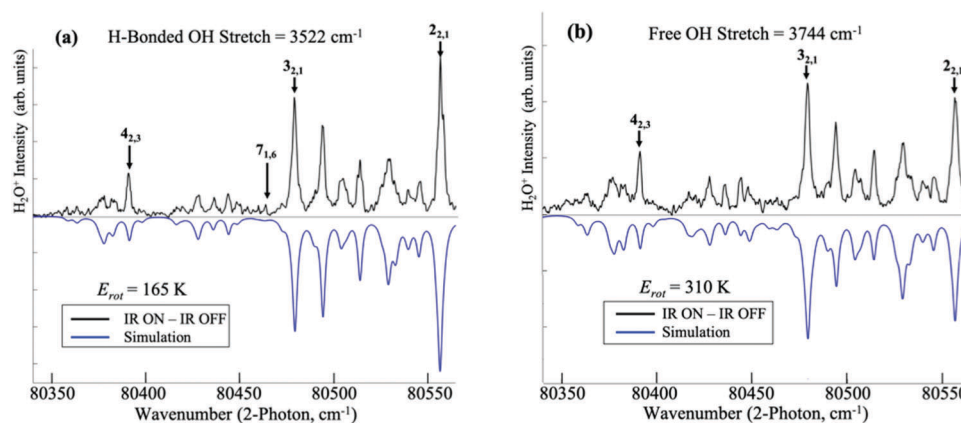 (a) H-Bonded OH Stretch = 3522 cm⁻¹
2₂,₁
3₂,₁
4₂,₃
7₁,₆
H₂O⁺ Intensity (arb. units)
E_rot = 165 K
IR ON – IR OFF
Simulation
80350 80400 80450 80500 80550
Wavenumber (2-Photon, cm⁻¹)
(b) Free OH Stretch = 3744 cm⁻¹
3₂,₁
2₂,₁
4₂,₃
H₂O⁺ Intensity (arb. units)
E_rot = 310 K
IR ON – IR OFF
Simulation
80350 80400 80450 80500 80550
Wavenumber (2-Photon, cm⁻¹)